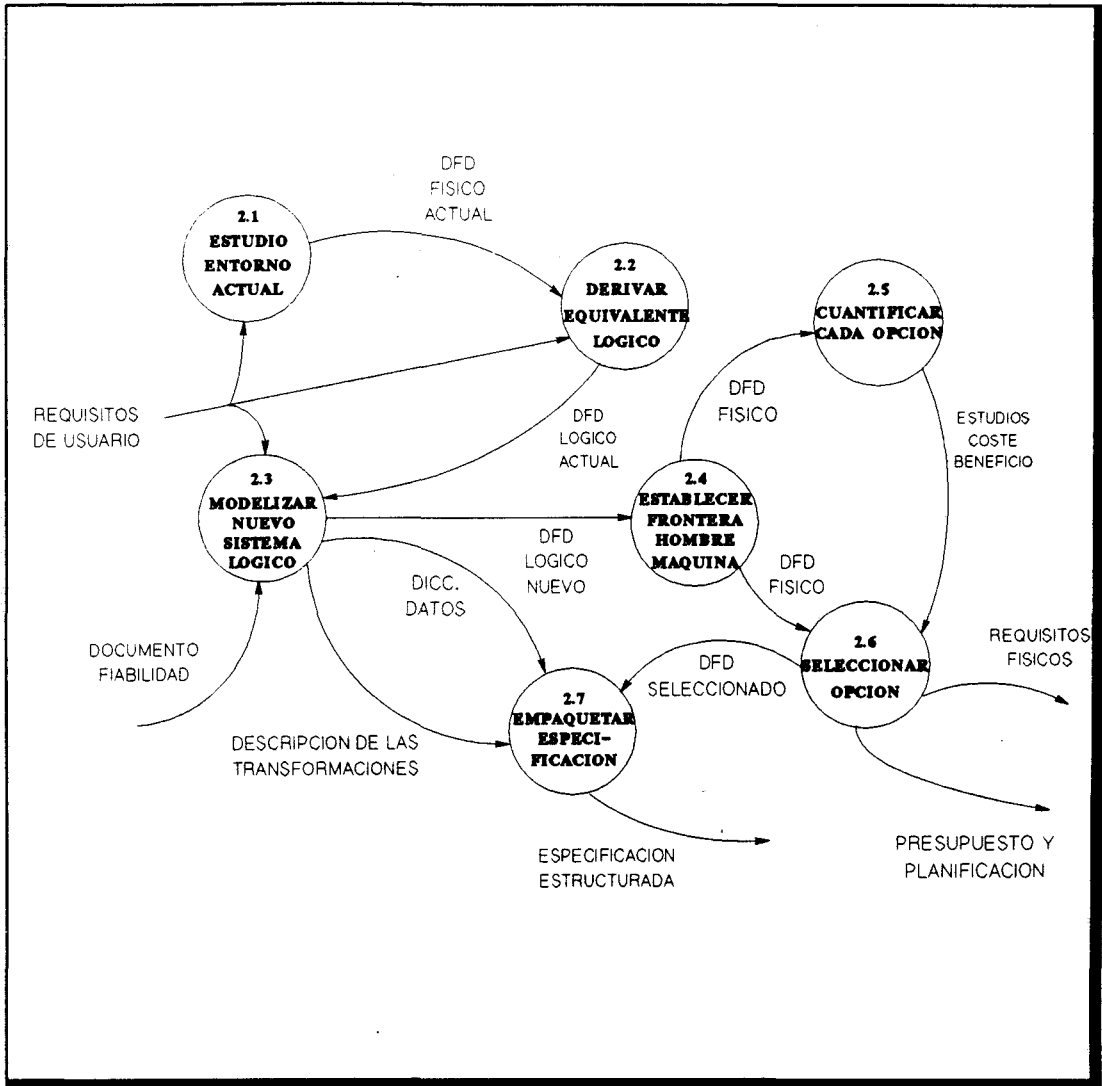 DFD
FISICO
ACTUAL
2.1
ESTUDIO
ENTORNO
ACTUAL
2.2
DERIVAR
EQUIVALENTE
LOGICO
2.5
CUANTIFICAR
CADA OPCION
REQUISITOS
DE USUARIO
DFD
LOGICO
ACTUAL
DFD
FISICO
ESTUDIOS
COSTE
BENEFICIO
2.3
MODELIZAR
NUEVO
SISTEMA
LOGICO
2.4
ESTABLECER
FRONTERA
HOMBRE
MAQUINA
DFD
LOGICO
NUEVO
DFD
FISICO
DICC.
DATOS
DOCUMENTO
FIABILIDAD
2.6
SELECCIONAR
OPCION
REQUISITOS
FISICOS
DFD
SELECCIONADO
2.7
EMPAQUETAR
ESPECI-
FICACION
DESCRIPCION DE LAS
TRANSFORMACIONES
ESPECIFICACION
ESTRUCTURADA
PRESUPUESTO Y
PLANIFICACION